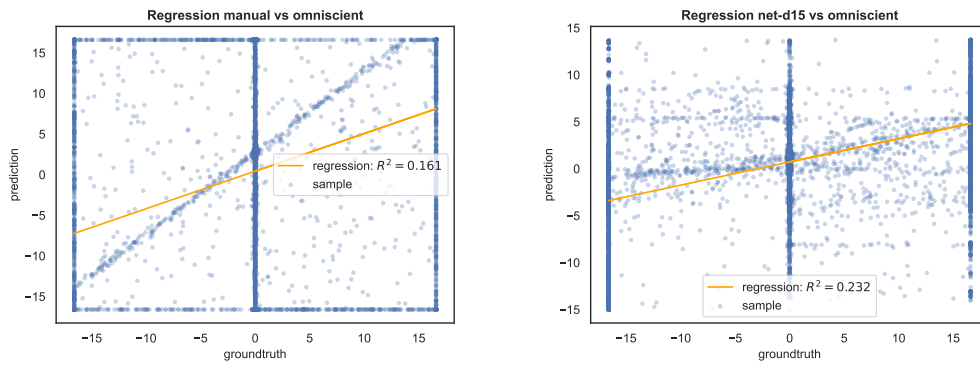 Regression manual vs omniscient
15
10
5
0
−5
−10
−15
prediction
regression: R² = 0.161
sample
−15
−10
−5
0
5
10
15
groundtruth
Regression net-d15 vs omniscient
15
10
5
0
−5
−10
−15
prediction
regression: R² = 0.232
sample
−15
−10
−5
0
5
10
15
groundtruth